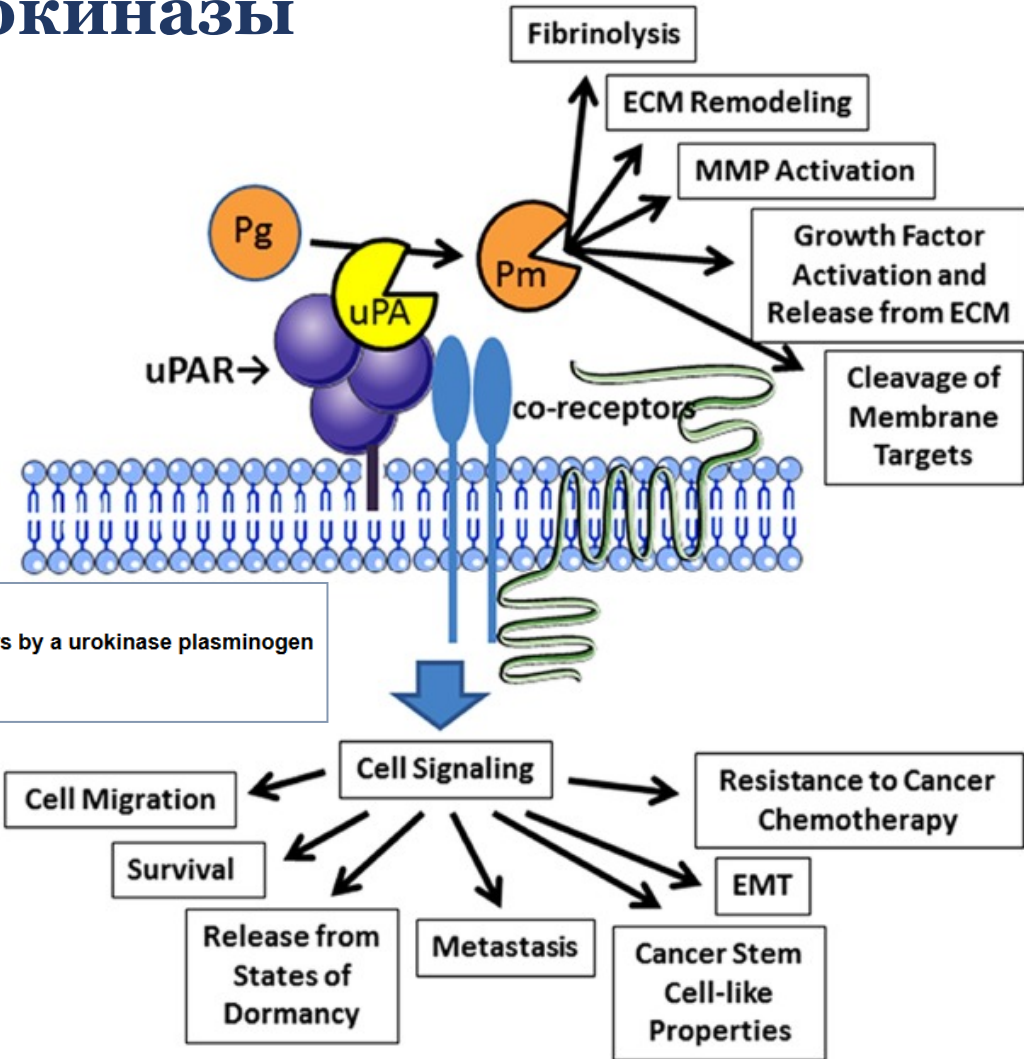 окиназы
Fibrinolysis
ECM Remodeling
MMP Activation
Pg
Pm
Growth Factor
Activation and
Release from ECM
uPA
uPAR→
co-receptors
Cleavage of
Membrane
Targets
s by a urokinase plasminogen
Cell Signaling
Cell Migration
Resistance to Cancer
Chemotherapy
Survival
EMT
Release from
States of
Dormancy
Metastasis
Cancer Stem
Cell-like
Properties